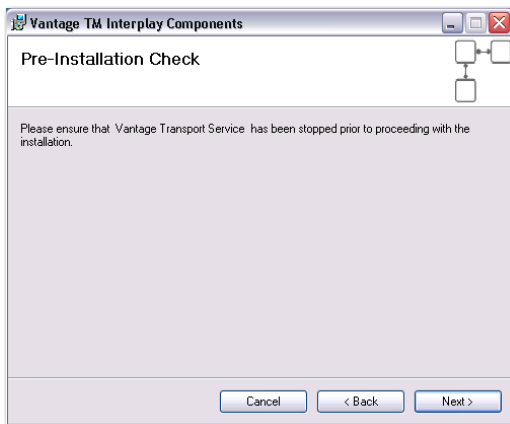 Vantage TM Interplay Components
Pre-Installation Check
Please ensure that Vantage Transport Service has been stopped prior to proceeding with the
installation.
Cancel
< Back
Next >